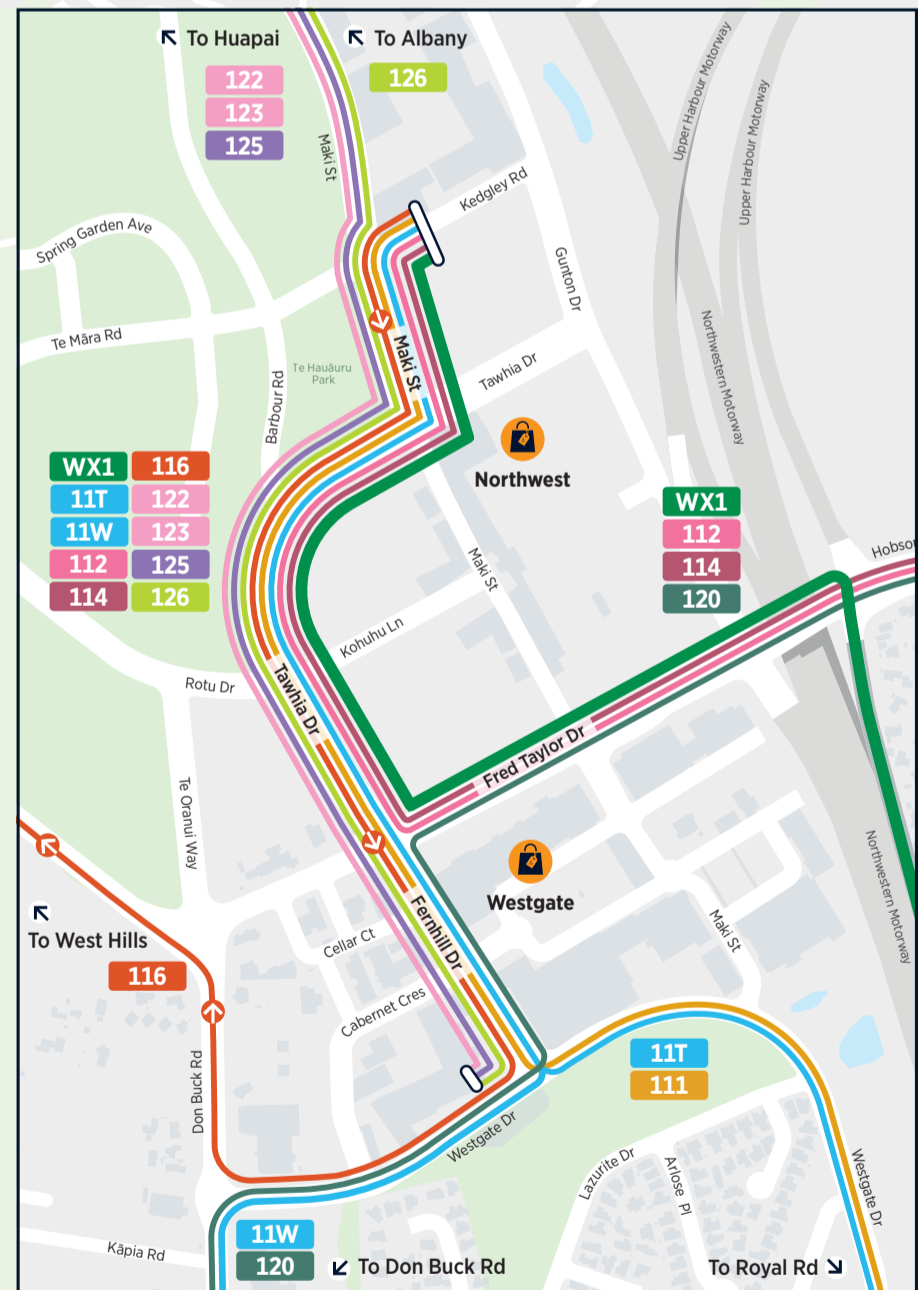 To Huapai
122
123
125
To Albany
126
Maki St
Upper Harbour Motorway
Upper Harbour Motorway
Kedgley Rd
Spring Garden Ave
Gunton Dr
Te Māra Rd
Northwestern Motorway
Maki St
Te Hauāuru
Park
Tawhia Dr
Barbour Rd
Northwest
WX1 116
11T 122
11W 123
112 125
114 126
WX1
112
114
120
Hobson
Maki St
Kohuhu Ln
Rotu Dr
Tawhia Dr
Fred Taylor Dr
Te Oranui Way
Westgate
Northwestern Motorway
To West Hills
116
Cellar Ct
Fernhill Dr
Maki St
Cabernet Cres
11T
111
Don Buck Rd
Westgate Dr
Lazurite Dr
Arlose Pl
Westgate Dr
Kāpia Rd
11W
120
To Don Buck Rd
To Royal Rd